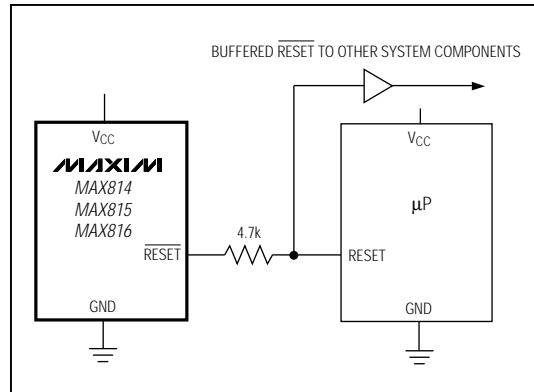 BUFFERED RESET TO OTHER SYSTEM COMPONENTS
VCC
MAXIM
MAX814
MAX815
MAX816
RESET
GND
4.7k
VCC
µP
RESET
GND